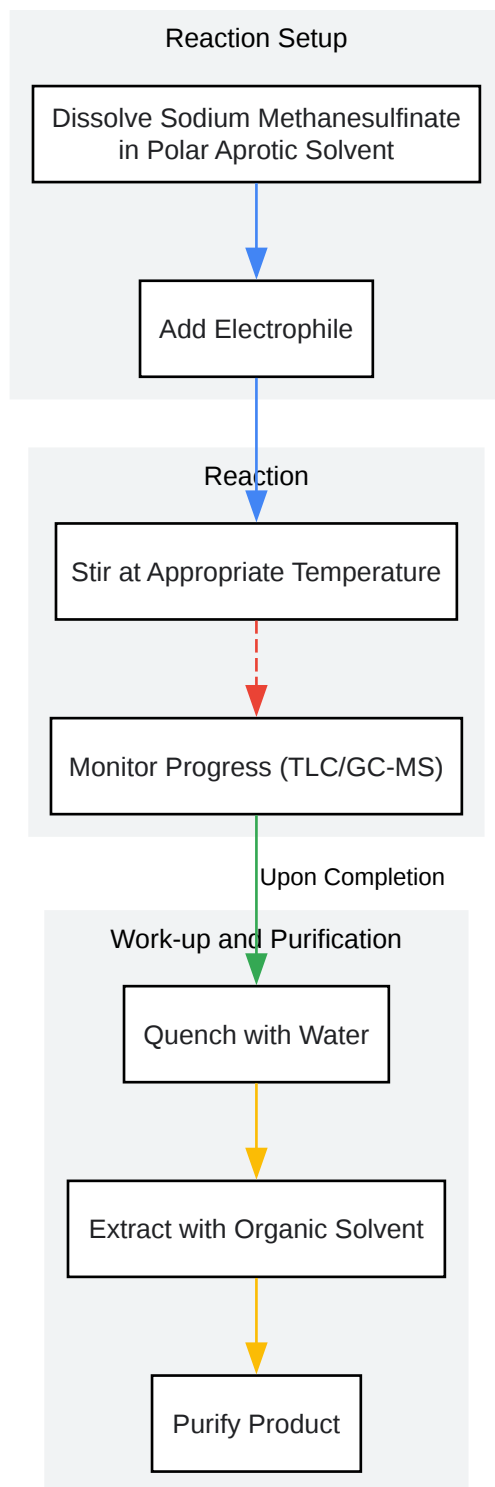 Reaction Setup
Dissolve Sodium Methanesulfinate
in Polar Aprotic Solvent
Add Electrophile
Reaction
Stir at Appropriate Temperature
Monitor Progress (TLC/GC-MS)
Upon Completion
Work-up and Purification
Quench with Water
Extract with Organic Solvent
Purify Product